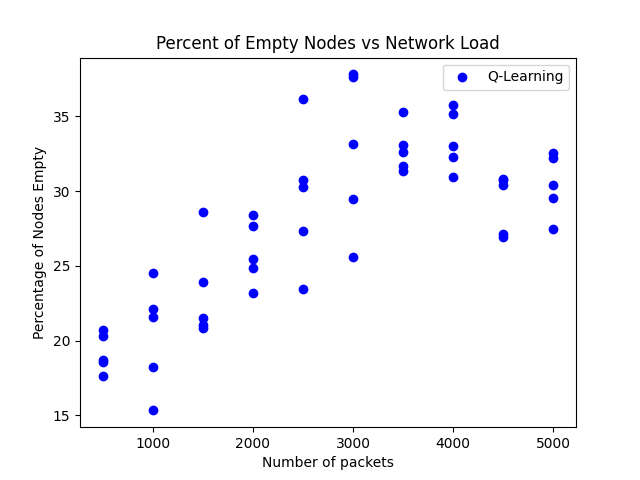 Percent of Empty Nodes vs Network Load
Q-Learning
Percentage of Nodes Empty
35
30
25
20
15
1000
2000
3000
4000
5000
Number of packets